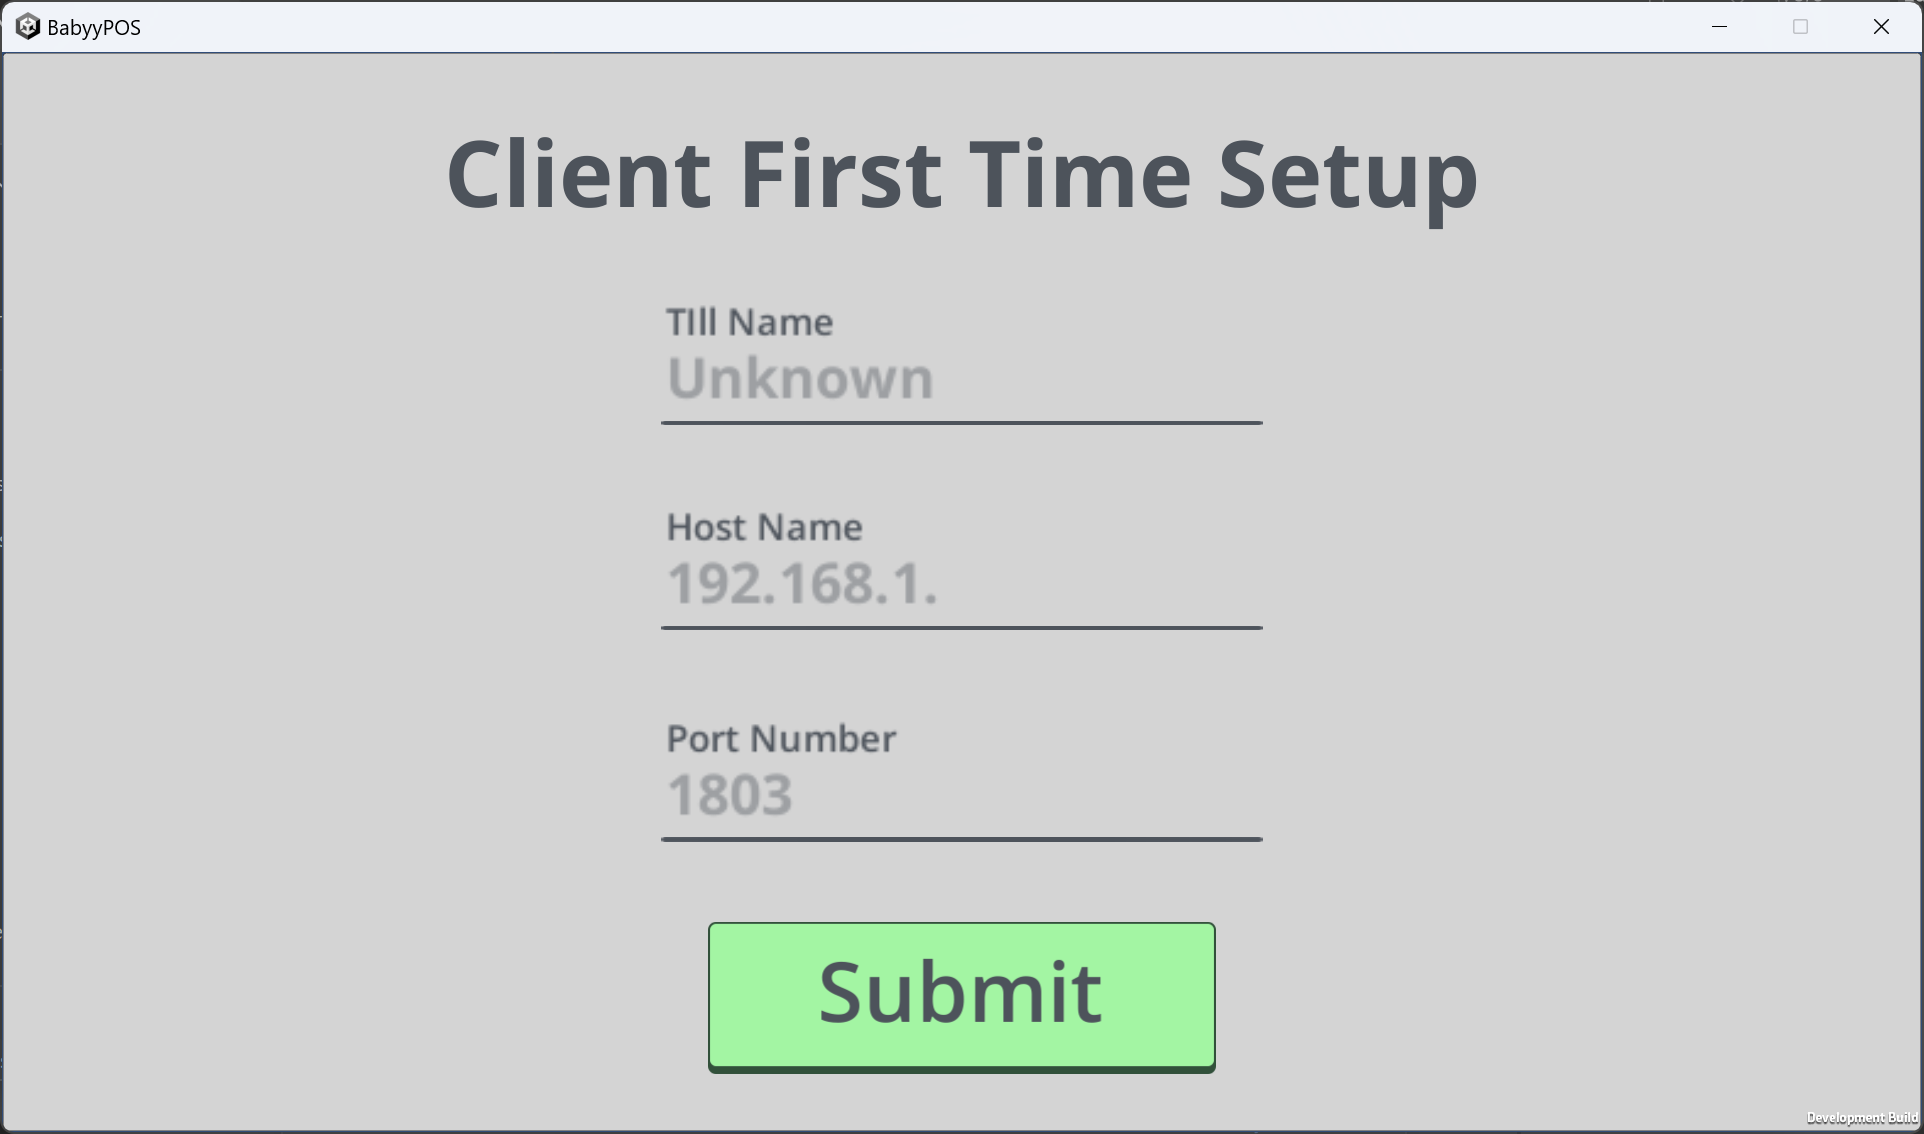 BabyyPOS
Client First Time Setup
TIll Name
Unknown
Host Name
192.168.1.
Port Number
1803
Submit
Development Build